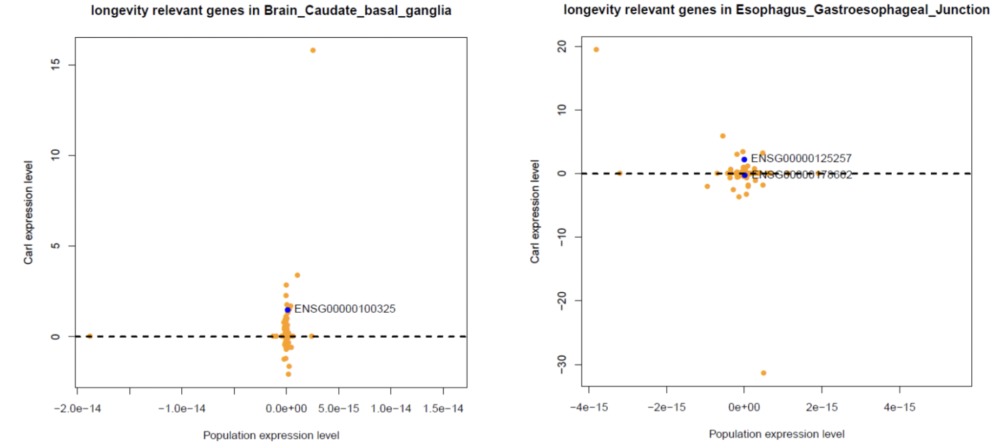 longevity relevant genes in Brain_Caudate_basal_ganglia
Carl expression level
15
10
5
0
ENSG00000100325
−2.0e−14 −1.0e−14 0.0e+00 5.0e−15 1.0e−14 1.5e−14
Population expression level
longevity relevant genes in Esophagus_Gastroesophageal_Junction
Carl expression level
20
10
0
−10
−20
−30
ENSG00000125257
−4e−15 −2e−15 0e+00 2e−15 4e−15
Population expression level